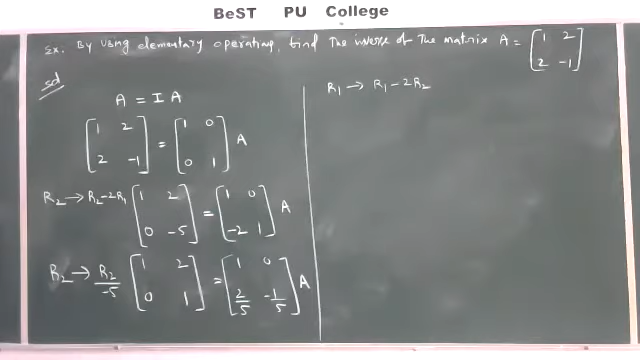 BeST PU College
Ex. By using elementary operations, find the inverse of the matrix A = [1 2; 2 -1]
Sol
A = I A
[1 2; 2 -1] = [1 0; 0 1] A
R2 → R2-2R1 [1 2; 0 -5] = [1 0; -2 1] A
R2 → R2/-5 [1 2; 0 1] = [1 0; 2/5 -1/5] A
R1 → R1 - 2R2